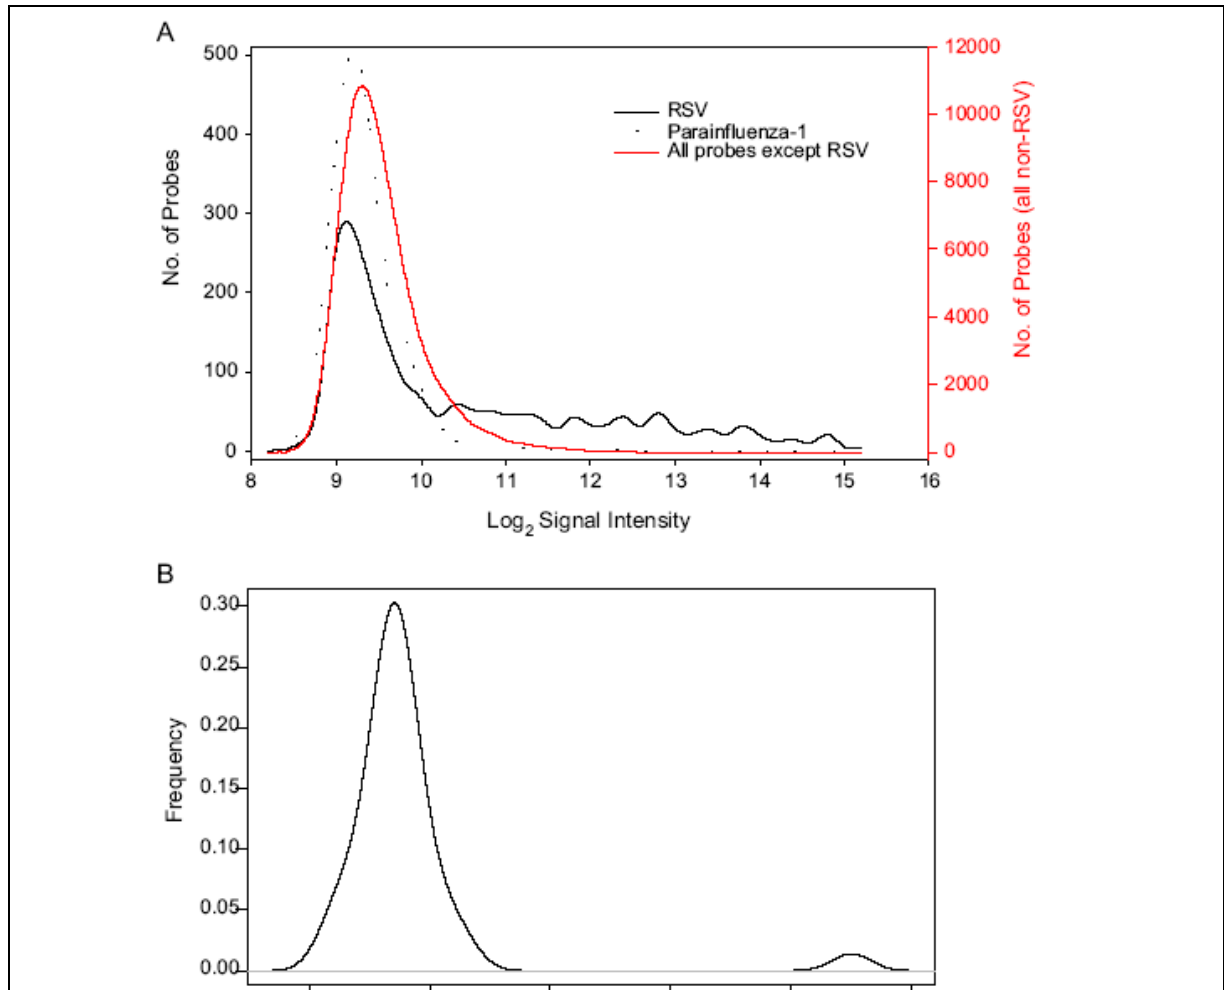 A
500
400
300
200
100
0
No. of Probes
12000
10000
8000
6000
4000
2000
0
No. of Probes (all non-RSV)
RSV
Parainfluenza-1
All probes except RSV
8 9 10 11 12 13 14 15 16
Log2 Signal Intensity
B
0.30
0.25
0.20
0.15
0.10
0.05
0.00
Frequency